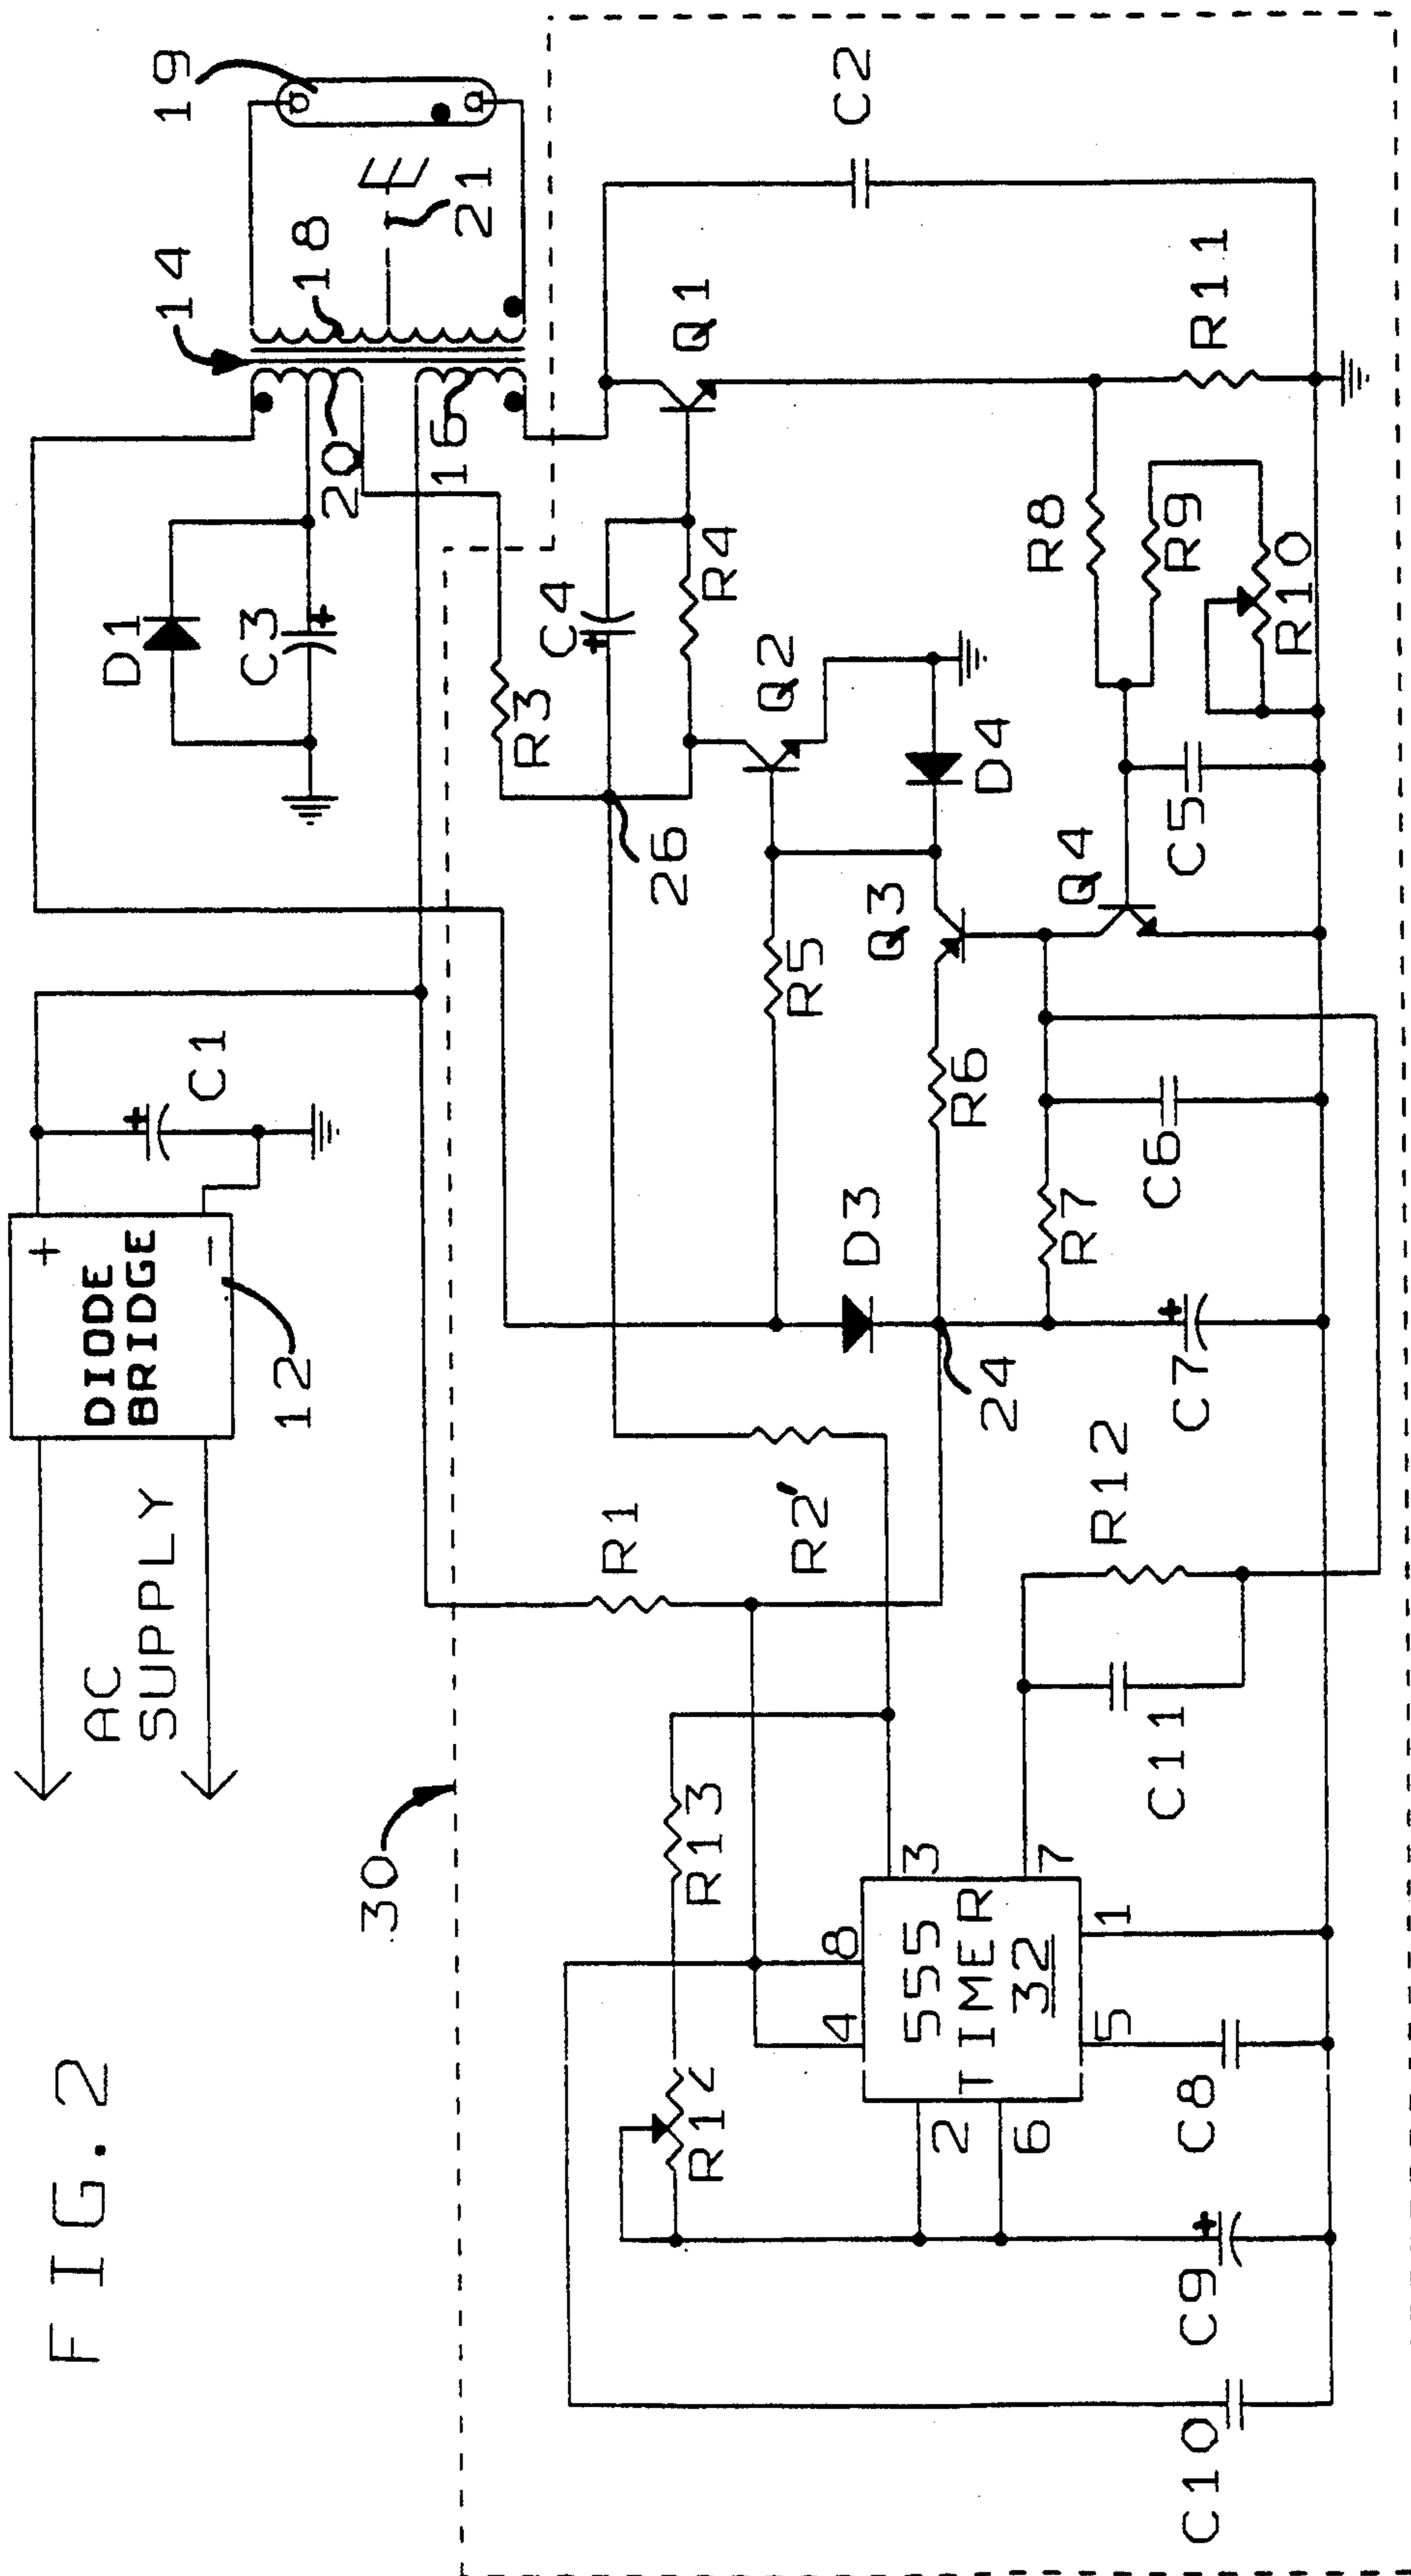 FIG.2
AC
SUPPLY
+
DIODE
BRIDGE
-
12
C1
D1
C3
14
20
16
18
21
19
30
R1
R2'
R3
26
C4
R4
Q1
C2
Q2
R5
D3
D4
Q3
R6
24
R7
C6
C7
Q4
C5
R8
R9
R10
R11
R12
C11
R13
R12
555
TIMER
32
8
4
3
7
1
5
2
6
C8
C9
C10